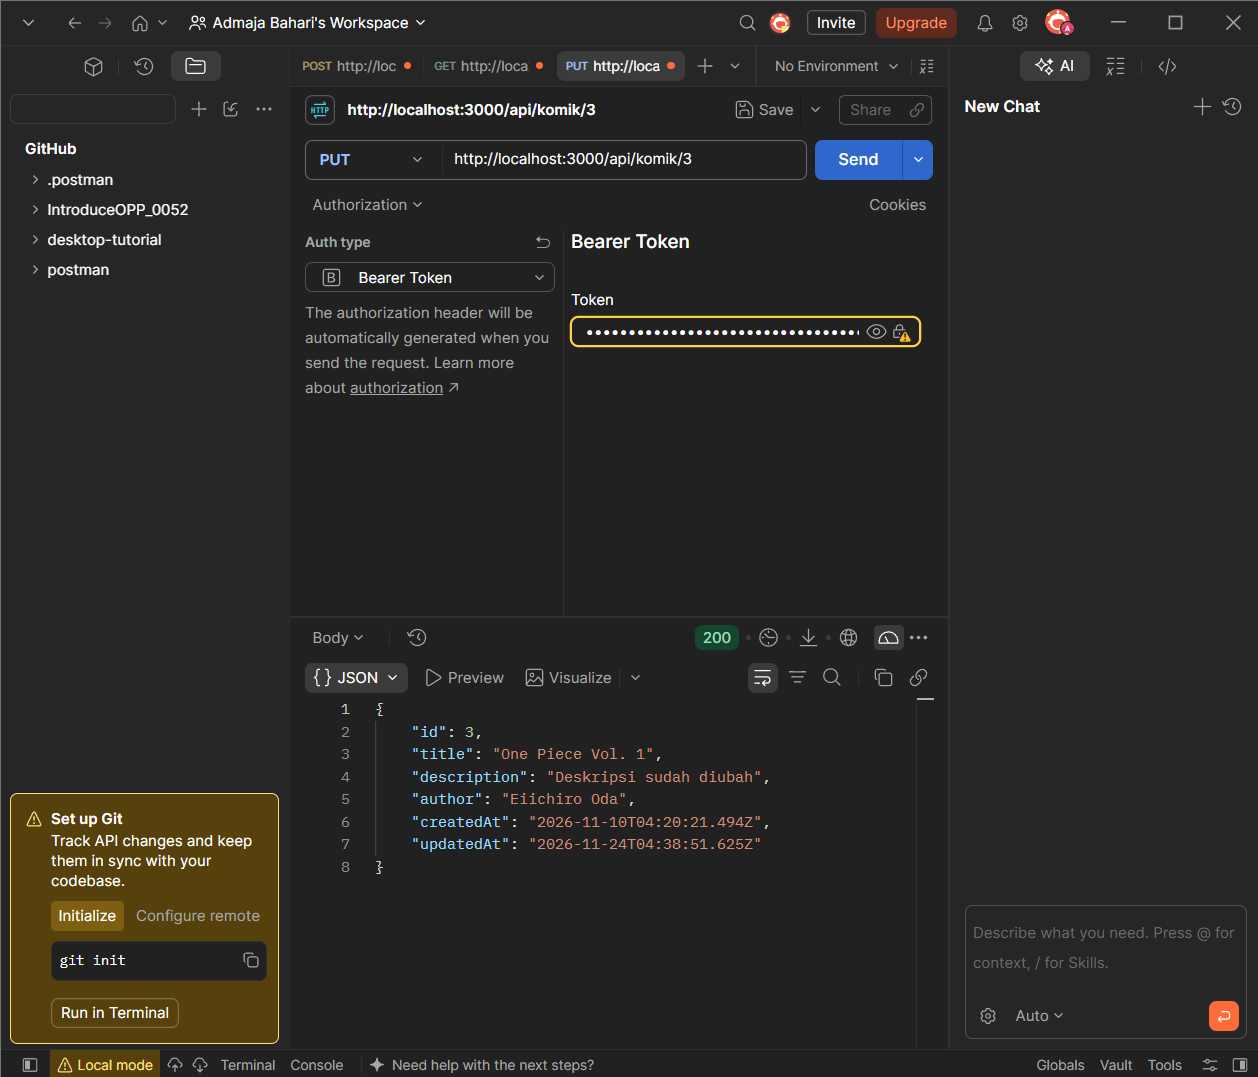 Admaja Bahari's Workspace
Invite
Upgrade
POST http://loc
GET http://loca
PUT http://loca
No Environment
AI
HTTP
http://localhost:3000/api/komik/3
Save
Share
New Chat
GitHub
.postman
IntroduceOPP_0052
desktop-tutorial
postman
PUT
http://localhost:3000/api/komik/3
Send
Authorization
Cookies
Auth type
B Bearer Token
The authorization header will be
automatically generated when you
send the request. Learn more
about authorization
Bearer Token
Token
Body
200
{} JSON
Preview
Visualize
1 {
2 "id": 3,
3 "title": "One Piece Vol. 1",
4 "description": "Deskripsi sudah diubah",
5 "author": "Eiichiro Oda",
6 "createdAt": "2026-11-10T04:20:21.494Z",
7 "updatedAt": "2026-11-24T04:38:51.625Z"
8 }
Set up Git
Track API changes and keep
them in sync with your
codebase.
Initialize
Configure remote
git init
Run in Terminal
Describe what you need. Press @ for
context, / for Skills.
Auto
Local mode
Terminal
Console
Need help with the next steps?
Globals
Vault
Tools